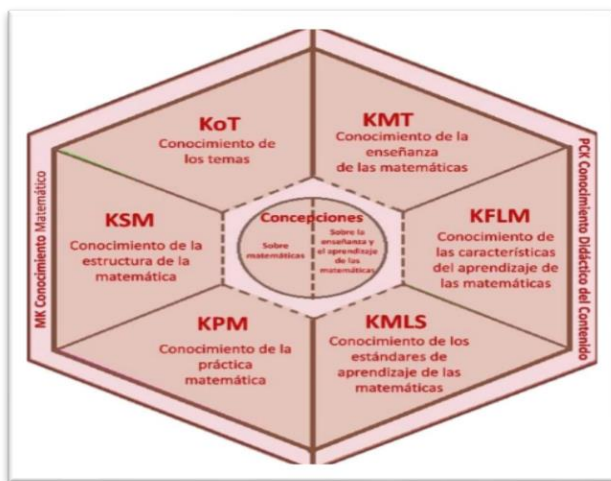 KoT
Conocimiento de
los temas
KMT
Conocimiento de la
enseñanza
de las matemáticas
KSM
Conocimiento de la
estructura de la
matemática
Concepciones
Sobre
matemáticas
Sobre la
enseñanza y
el aprendizaje
de las
matemáticas
KFLM
Conocimiento de
las características
del aprendizaje de
las matemáticas
KPM
Conocimiento de la
práctica
matemática
KMLS
Conocimiento de los
estándares de
aprendizaje de las
matemáticas
MK Conocimiento Matemático
PCK Conocimiento Didáctico del Contenido